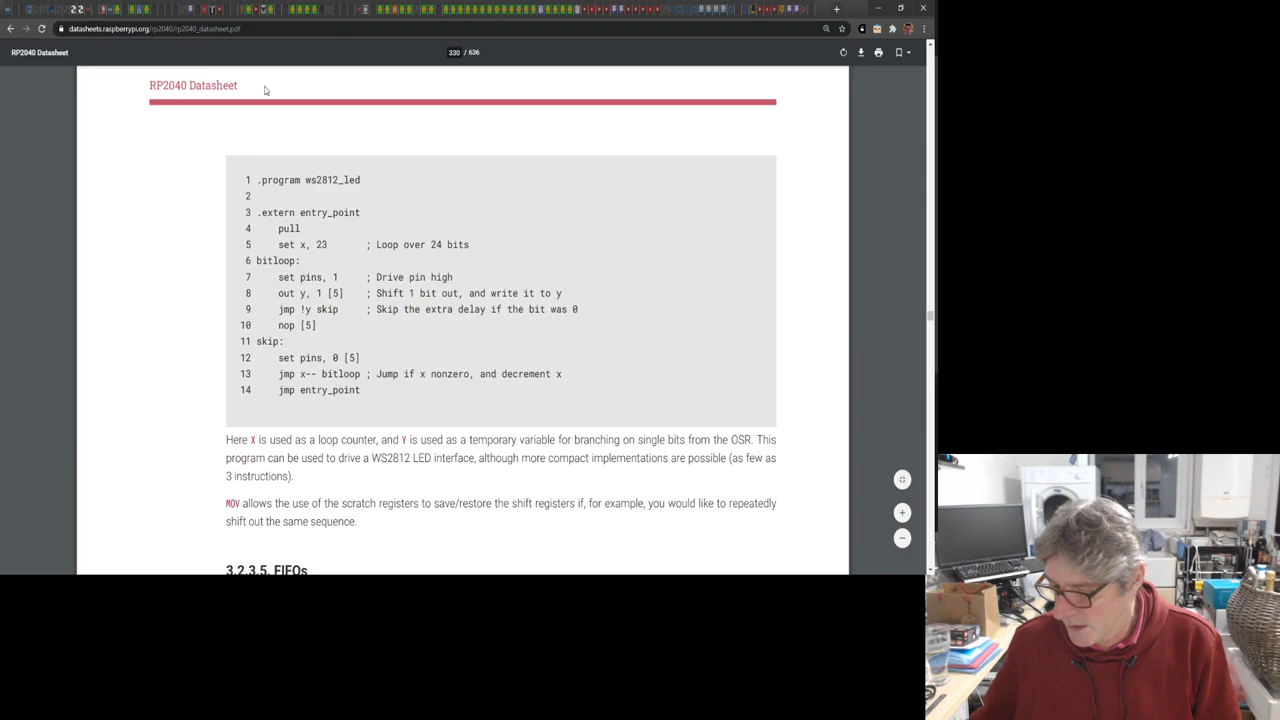 datasheets.raspberrypi.org/rp2040/rp2040_datasheet.pdf
RP2040 Datasheet
330 / 636
RP2040 Datasheet
1 .program ws2812_led
2
3 .extern entry_point
4 pull
5 set x, 23 ; Loop over 24 bits
6 bitloop:
7 set pins, 1 ; Drive pin high
8 out y, 1 [5] ; Shift 1 bit out, and write it to y
9 jmp !y skip ; Skip the extra delay if the bit was 0
10 nop [5]
11 skip:
12 set pins, 0 [5]
13 jmp x-- bitloop ; Jump if x nonzero, and decrement x
14 jmp entry_point
Here X is used as a loop counter, and Y is used as a temporary variable for branching on single bits from the OSR. This
program can be used to drive a WS2812 LED interface, although more compact implementations are possible (as few as
3 instructions).
MOV allows the use of the scratch registers to save/restore the shift registers if, for example, you would like to repeatedly
shift out the same sequence.
3.2.3.5. FIFOs